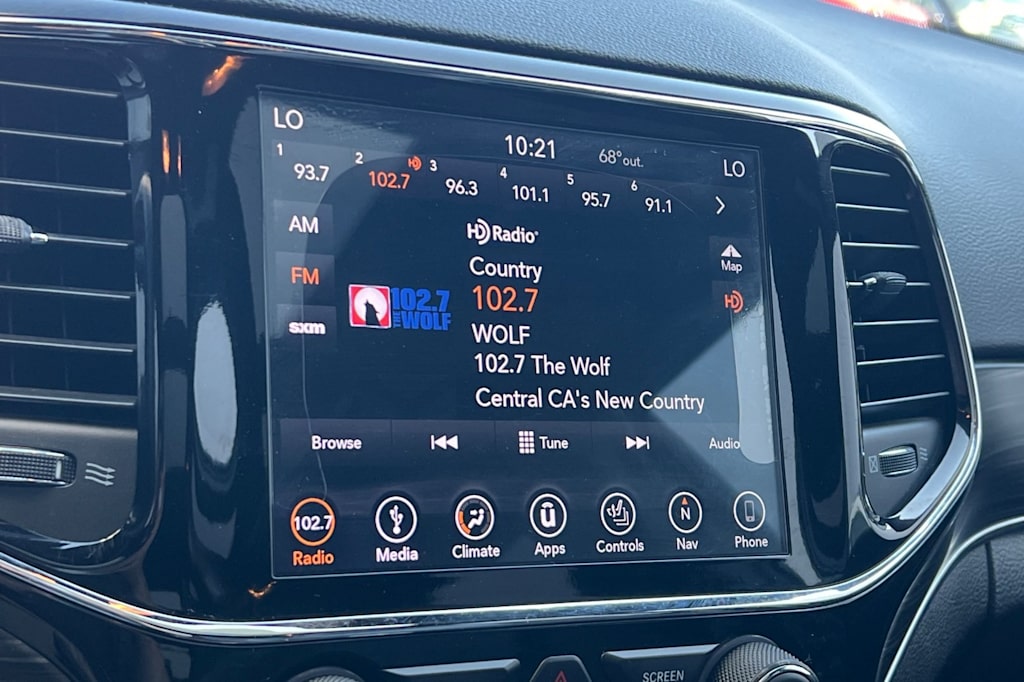 LO 10:21 68° out. LO
1 93.7 2 102.7 HD 3 96.3 4 101.1 5 95.7 6 91.1
AM
FM
sxm
HD Radio
Country
102.7
WOLF
102.7 The Wolf
Central CA's New Country
102.7
THE WOLF
Map
HD
Browse Tune Audio
102.7 ū N
Radio Media Climate Apps Controls Nav Phone
SCREEN